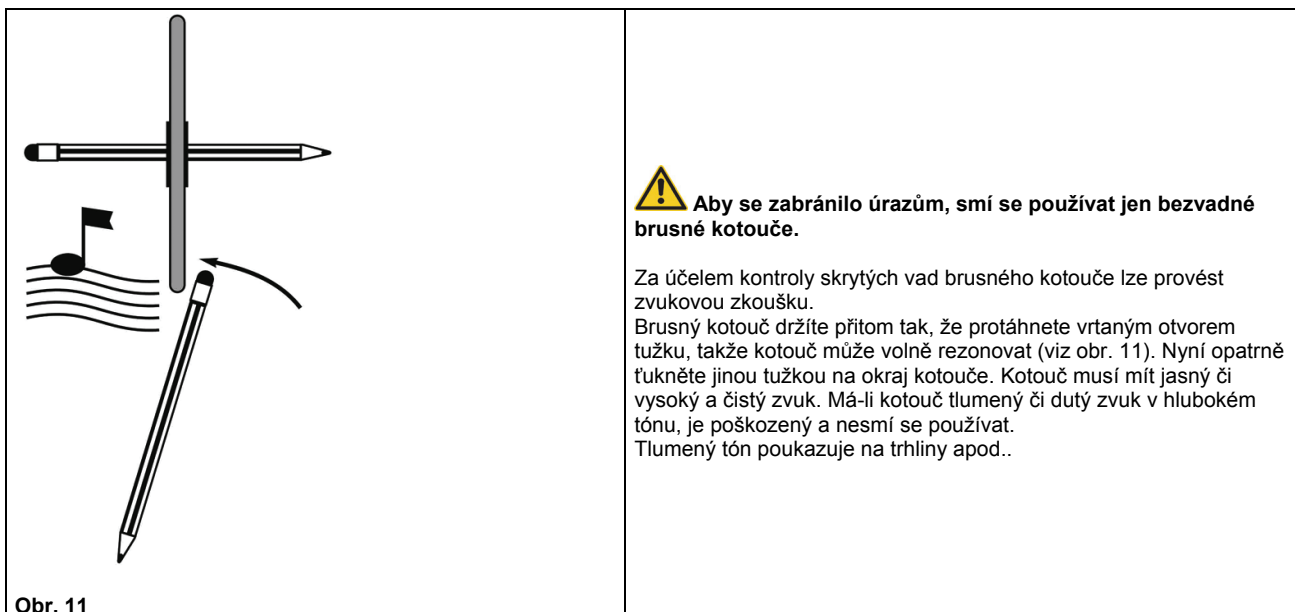 Aby se zabránilo úrazům, smí se používat jen bezvadné
brusné kotouče.
Za účelem kontroly skrytých vad brusného kotouče lze provést
zvukovou zkoušku.
Brusný kotouč držíte přitom tak, že protáhnete vrtaným otvorem
tužku, takže kotouč může volně rezonovat (viz obr. 11). Nyní opatrně
ťukněte jinou tužkou na okraj kotouče. Kotouč musí mít jasný či
vysoký a čistý zvuk. Má-li kotouč tlumený či dutý zvuk v hlubokém
tónu, je poškozený a nesmí se používat.
Tlumený tón poukazuje na trhliny apod..
Obr. 11